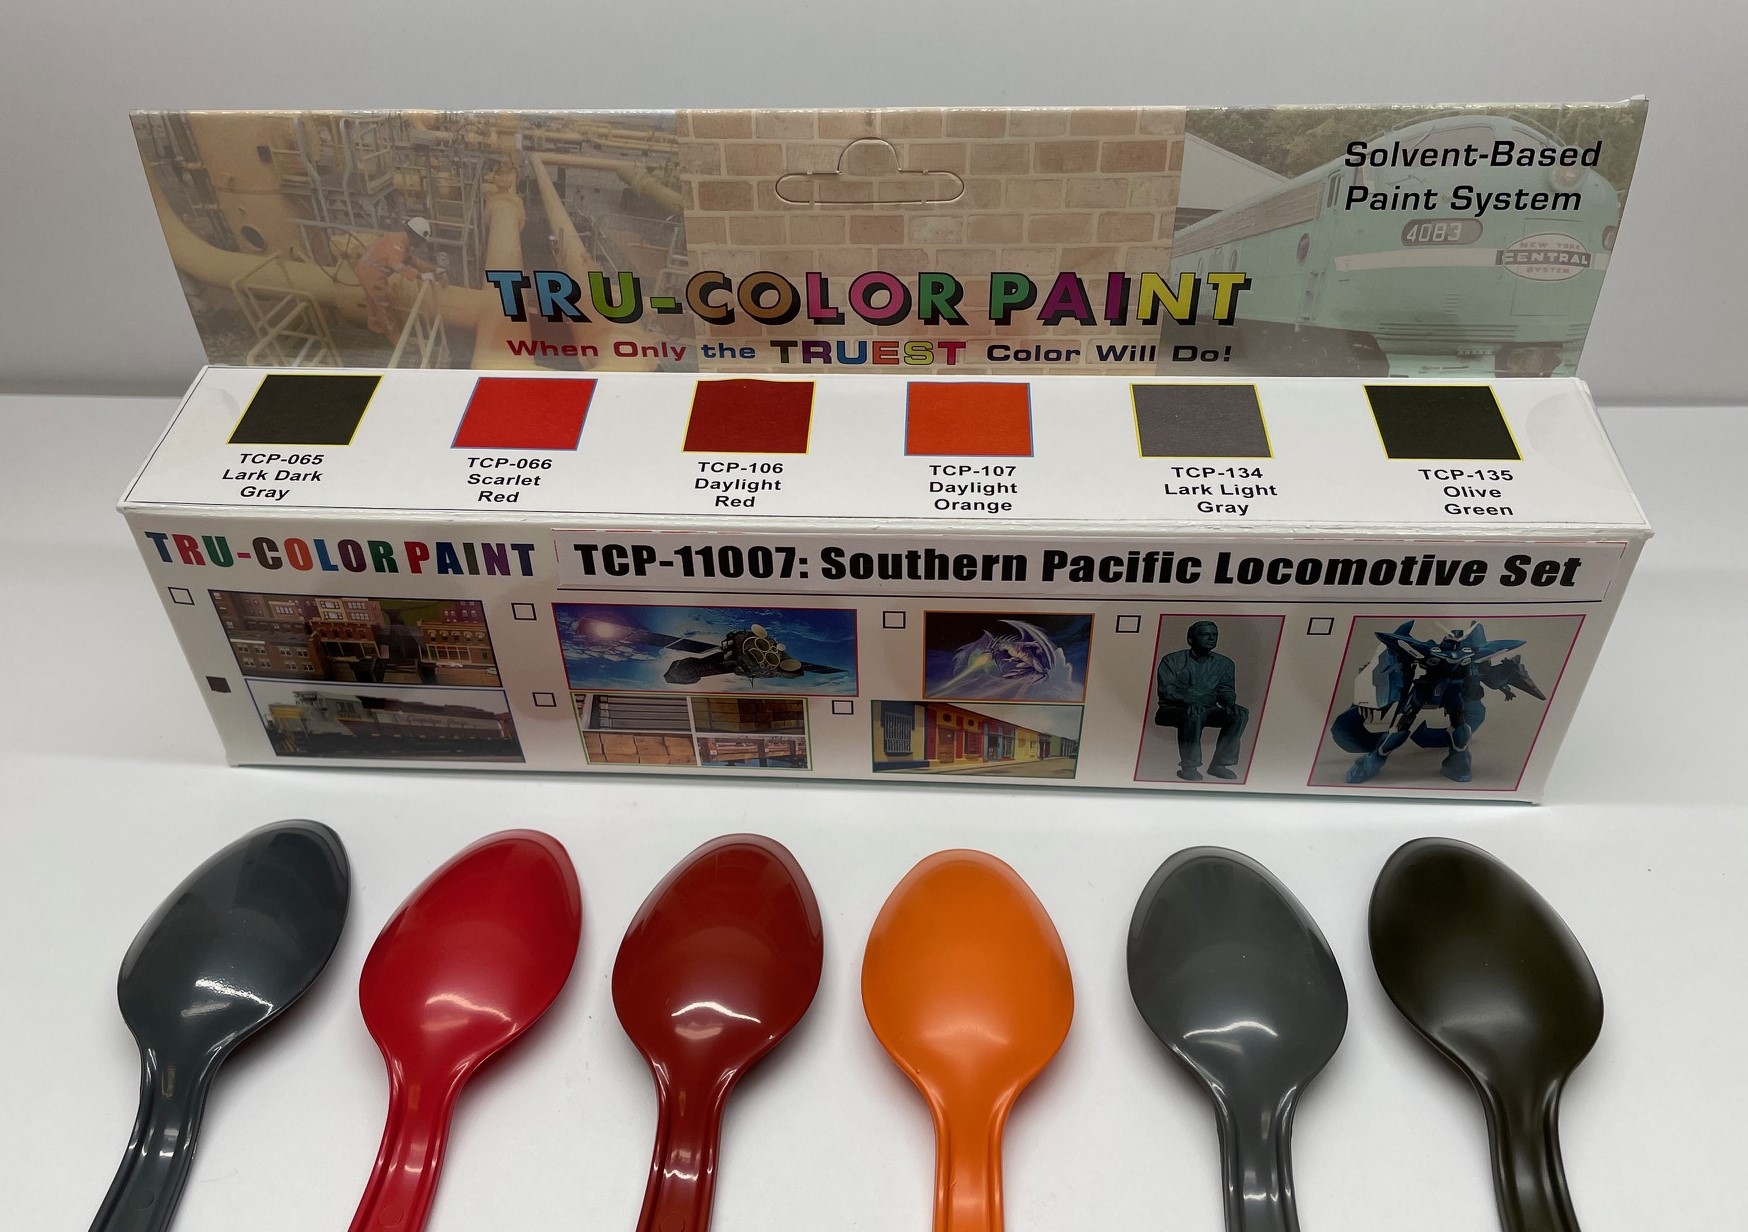 Solvent-Based
Paint System
4083
NEW YORK
CENTRAL
SYSTEM
TRU-COLOR PAINT
When Only the TRUEST Color Will Do!
TCP-065
Lark Dark
Gray
TCP-066
Scarlet
Red
TCP-106
Daylight
Red
TCP-107
Daylight
Orange
TCP-134
Lark Light
Gray
TCP-135
Olive
Green
TRU-COLOR PAINT
TCP-11007: Southern Pacific Locomotive Set